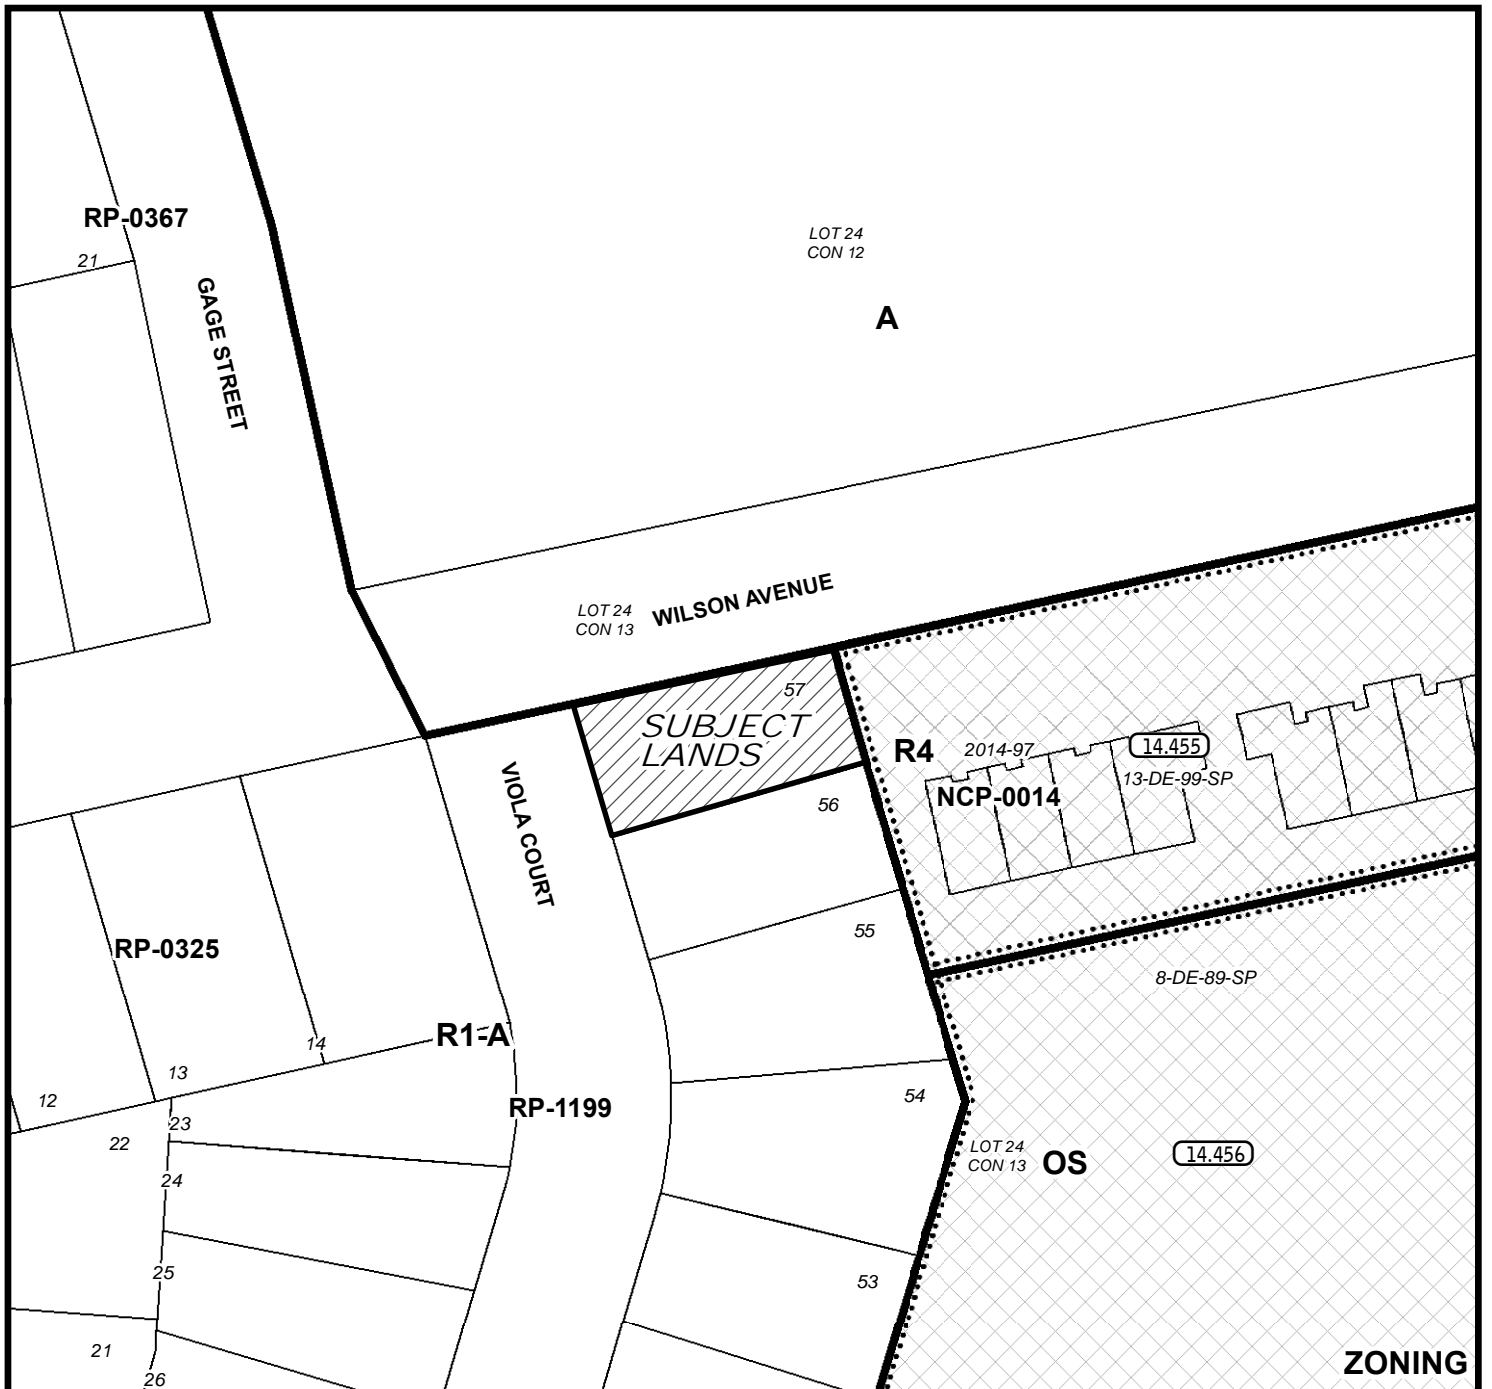 RP-0367
21
GAGE STREET
LOT 24
CON 12
A
LOT 24
CON 13
WILSON AVENUE
57
SUBJECT
LANDS
R4
2014-97
14.455
13-DE-99-SP
NCP-0014
56
VIOLA COURT
55
RP-0325
8-DE-89-SP
R1-A
14
13
12
54
RP-1199
23
22
LOT 24
CON 13
OS
14.456
24
25
53
21
26
ZONING